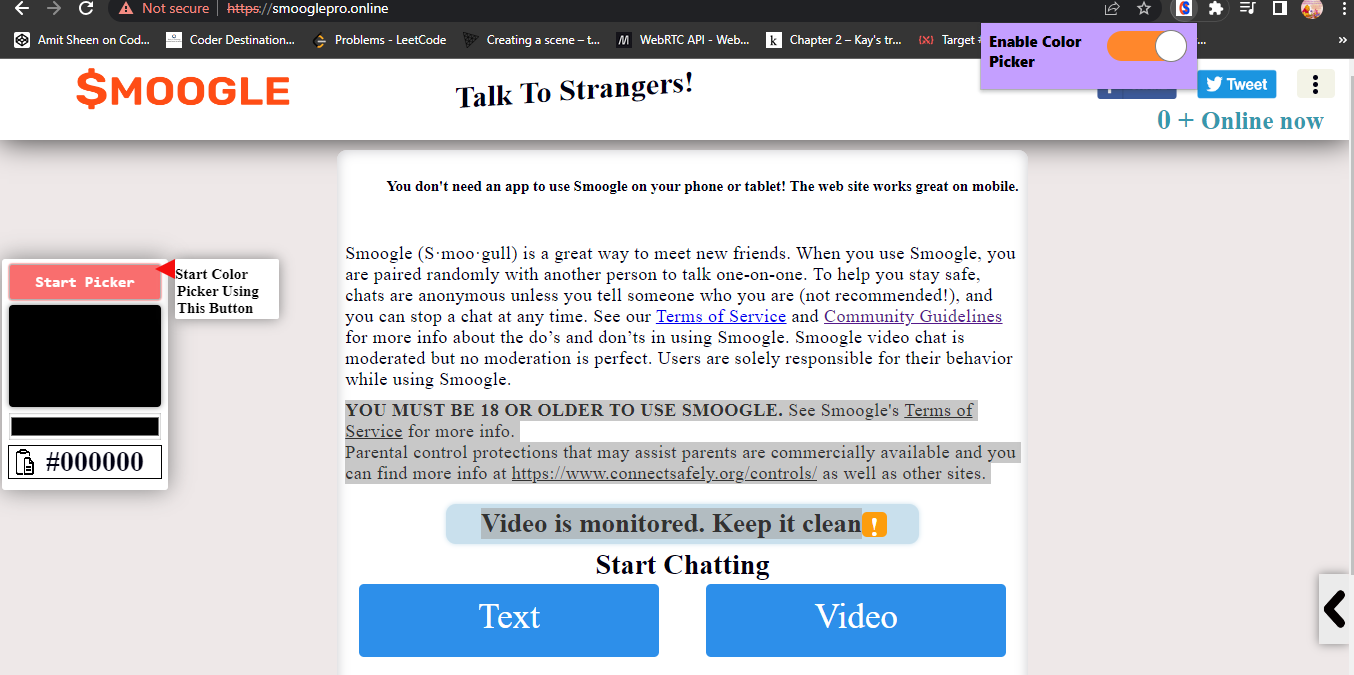 Not secure
https://smooglepro.online
Amit Sheen on Cod...
Coder Destination...
Problems - LeetCode
Creating a scene – t...
WebRTC API - Web...
Chapter 2 – Kay's tr...
Target
...
»
Enable Color
Picker
$MOOGLE
Talk To Strangers!
Tweet
0 + Online now
You don't need an app to use Smoogle on your phone or tablet! The web site works great on mobile.
Smoogle (S·moo·gull) is a great way to meet new friends. When you use Smoogle, you
are paired randomly with another person to talk one-on-one. To help you stay safe,
chats are anonymous unless you tell someone who you are (not recommended!), and
you can stop a chat at any time. See our Terms of Service and Community Guidelines
for more info about the do’s and don’ts in using Smoogle. Smoogle video chat is
moderated but no moderation is perfect. Users are solely responsible for their behavior
while using Smoogle.
Start Picker
Start Color
Picker Using
This Button
#000000
YOU MUST BE 18 OR OLDER TO USE SMOOGLE. See Smoogle's Terms of
Service for more info.
Parental control protections that may assist parents are commercially available and you
can find more info at https://www.connectsafely.org/controls/ as well as other sites.
Video is monitored. Keep it clean!
Start Chatting
Text
Video